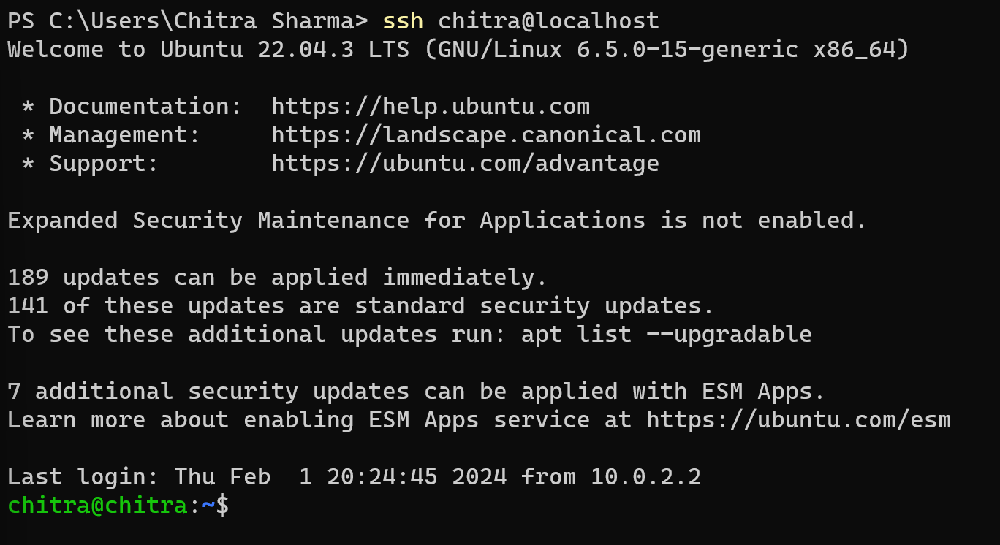 PS C:\Users\Chitra Sharma> ssh chitra@localhost
Welcome to Ubuntu 22.04.3 LTS (GNU/Linux 6.5.0-15-generic x86_64)
* Documentation:  https://help.ubuntu.com
* Management:     https://landscape.canonical.com
* Support:        https://ubuntu.com/advantage
Expanded Security Maintenance for Applications is not enabled.
189 updates can be applied immediately.
141 of these updates are standard security updates.
To see these additional updates run: apt list --upgradable
7 additional security updates can be applied with ESM Apps.
Learn more about enabling ESM Apps service at https://ubuntu.com/esm
Last login: Thu Feb  1 20:24:45 2024 from 10.0.2.2
chitra@chitra:~$